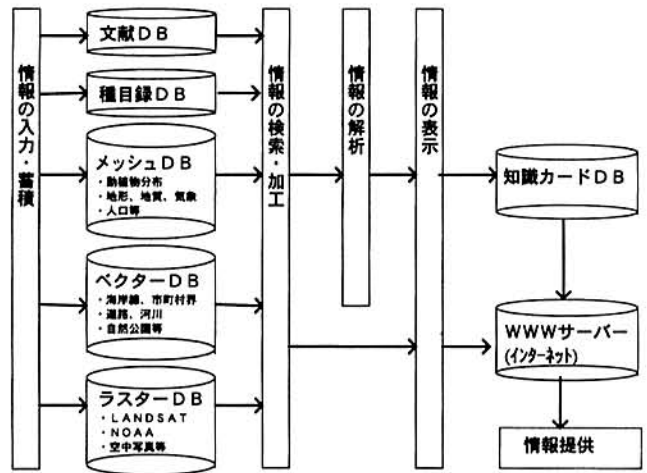 情報の入力・蓄積
文献DB
種目録DB
メッシュDB
・動植物分布
・地形、地質、気象
・人口等
ベクターDB
・海岸線、市町村界
・道路、河川
・自然公園等
ラスターDB
・LANDSAT
・NOAA
・空中写真等
情報の検索・加工
情報の解析
情報の表示
知識カードDB
WWWサーバー
(インターネット)
情報提供